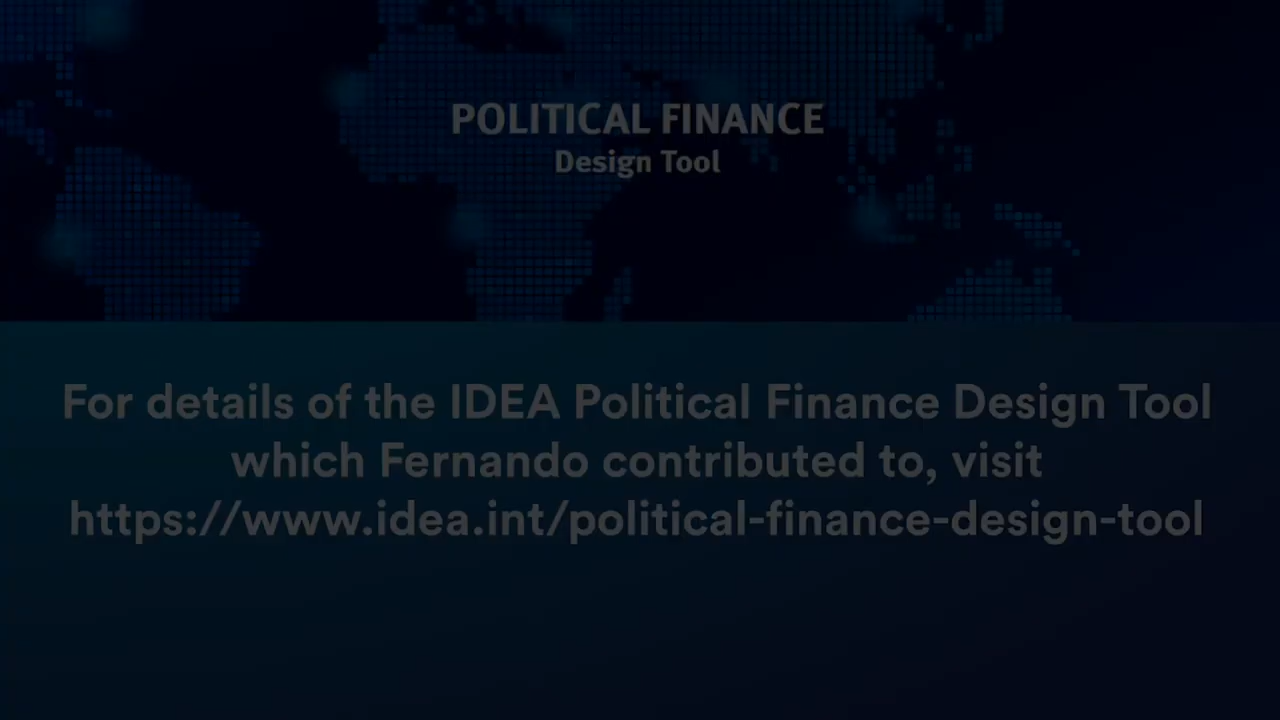 POLITICAL FINANCE
Design Tool
For details of the IDEA Political Finance Design Tool
which Fernando contributed to, visit
https://www.idea.int/political-finance-design-tool